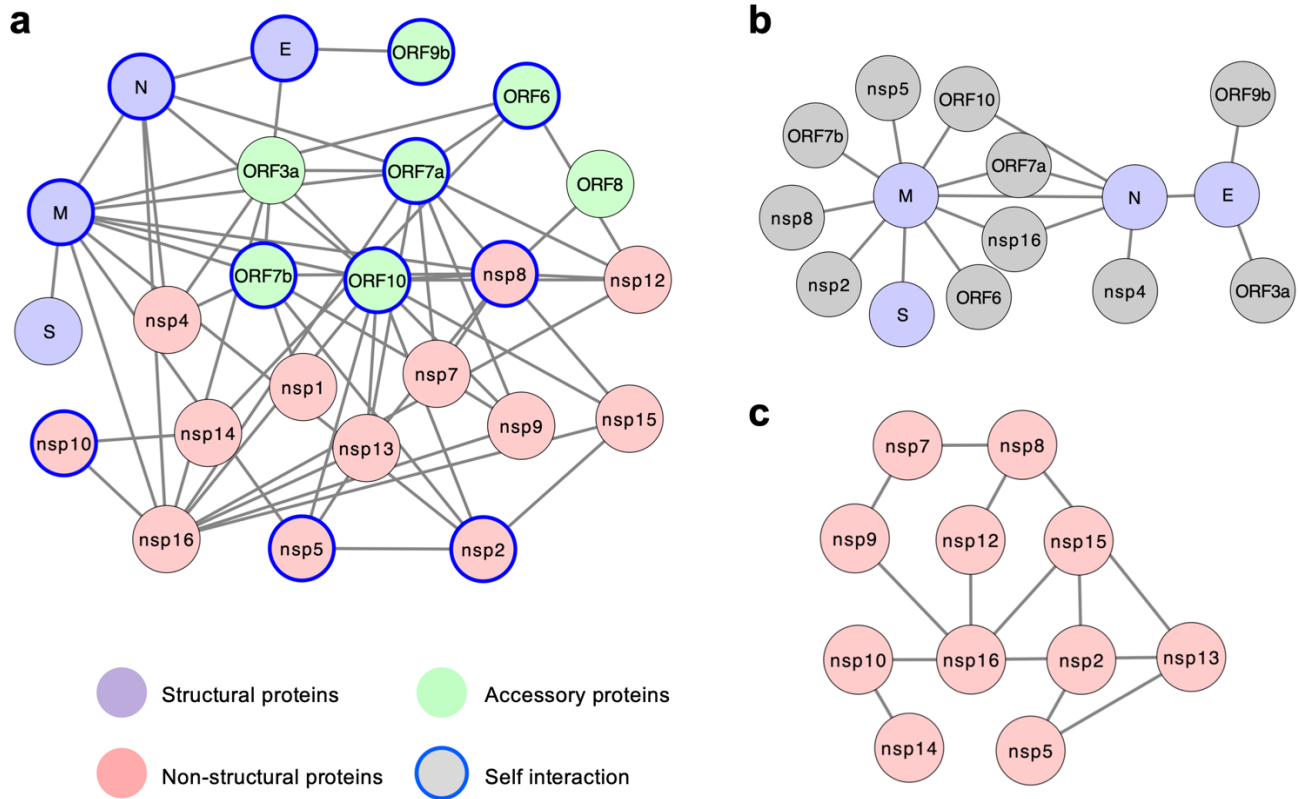 a
E
ORF9b
N
ORF6
ORF3a
ORF7a
ORF8
M
ORF7b
ORF10
nsp8
nsp12
S
nsp4
nsp1
nsp7
nsp10
nsp14
nsp13
nsp9
nsp15
nsp16
nsp5
nsp2
Structural proteins
Accessory proteins
Non-structural proteins
Self interaction
b
nsp5
ORF10
ORF9b
ORF7b
ORF7a
M
N
E
nsp8
nsp16
nsp2
ORF6
nsp4
ORF3a
S
c
nsp7
nsp8
nsp9
nsp12
nsp15
nsp10
nsp16
nsp2
nsp13
nsp14
nsp5